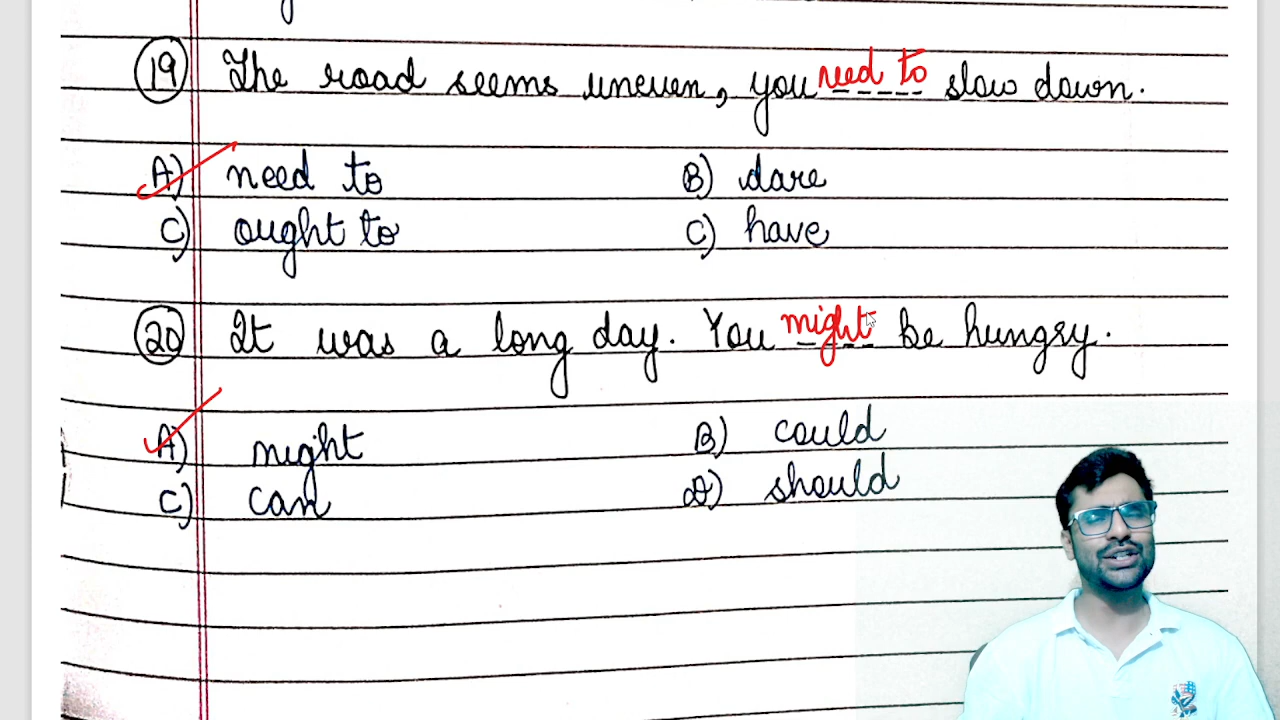 19 The road seems uneven, you need to slow down.
A) need to B) dare
C) ought to C) have
20 It was a long day. You might be hungry.
A) might B) could
C) can D) should